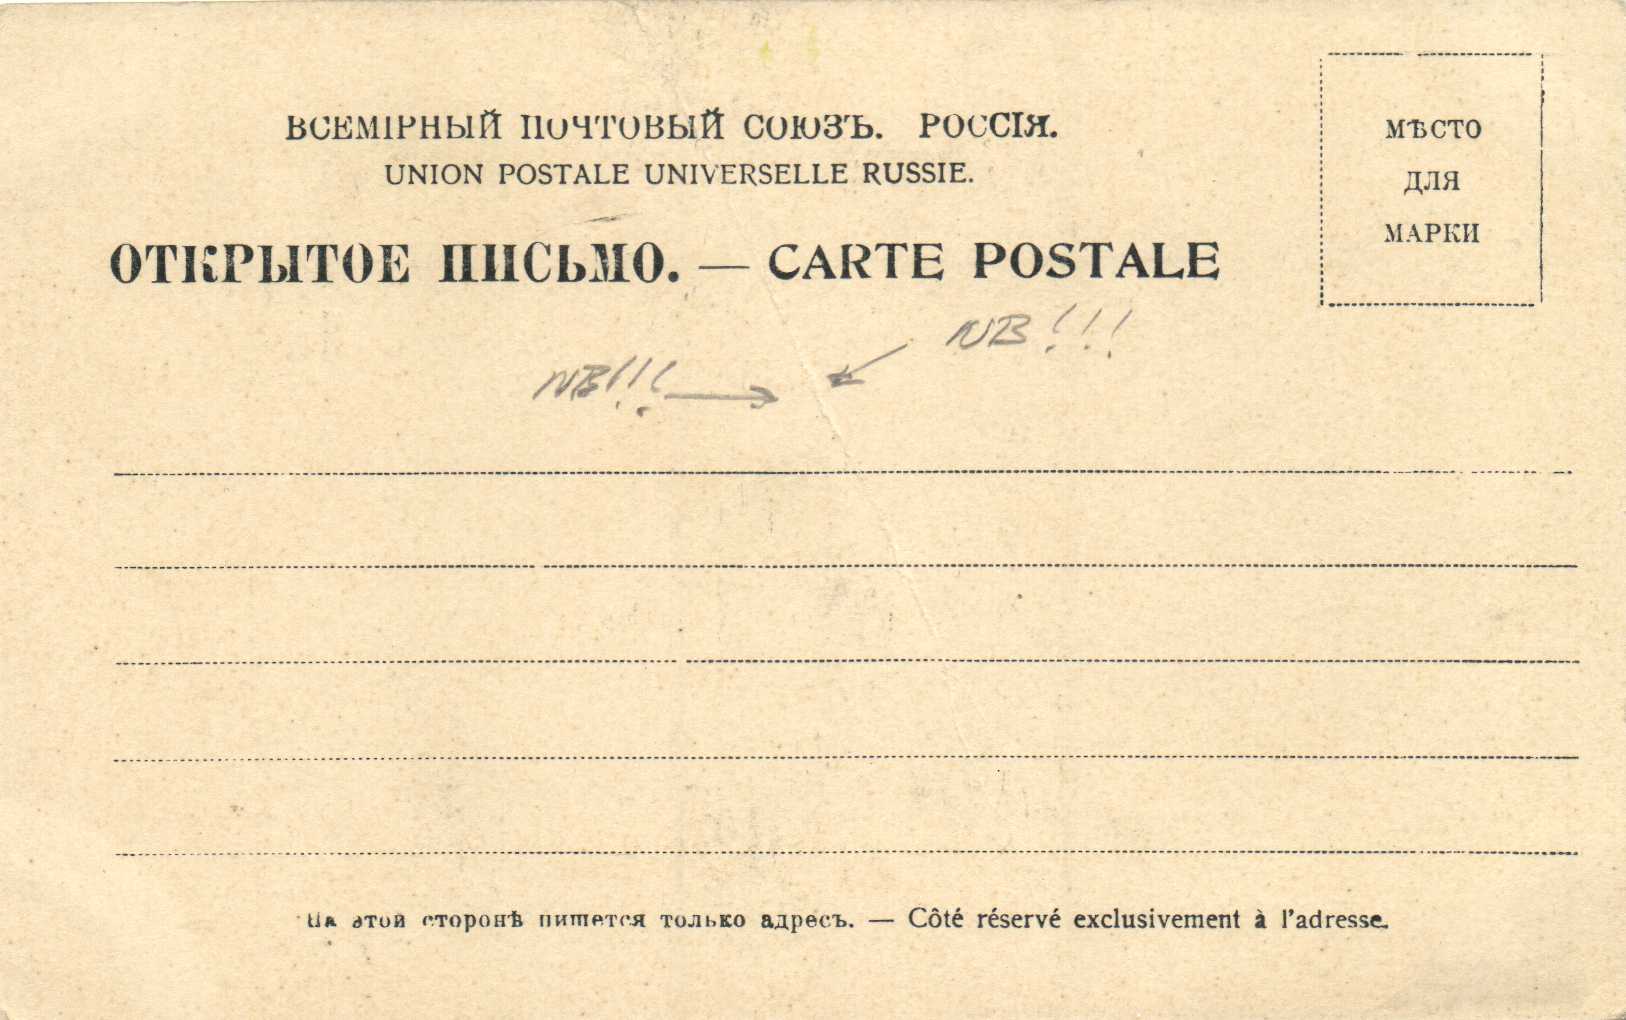 ВСЕМІРНЫЙ ПОЧТОВЫЙ СОЮЗЪ. РОССІЯ.
UNION POSTALE UNIVERSELLE RUSSIE.
ОТКРЫТОЕ ПИСЬМО. — CARTE POSTALE
МѢСТО
ДЛЯ
МАРКИ
NB!!!
NB!!!
На этой сторонѣ пишется только адресъ. — Côté réservé exclusivement à l'adresse.